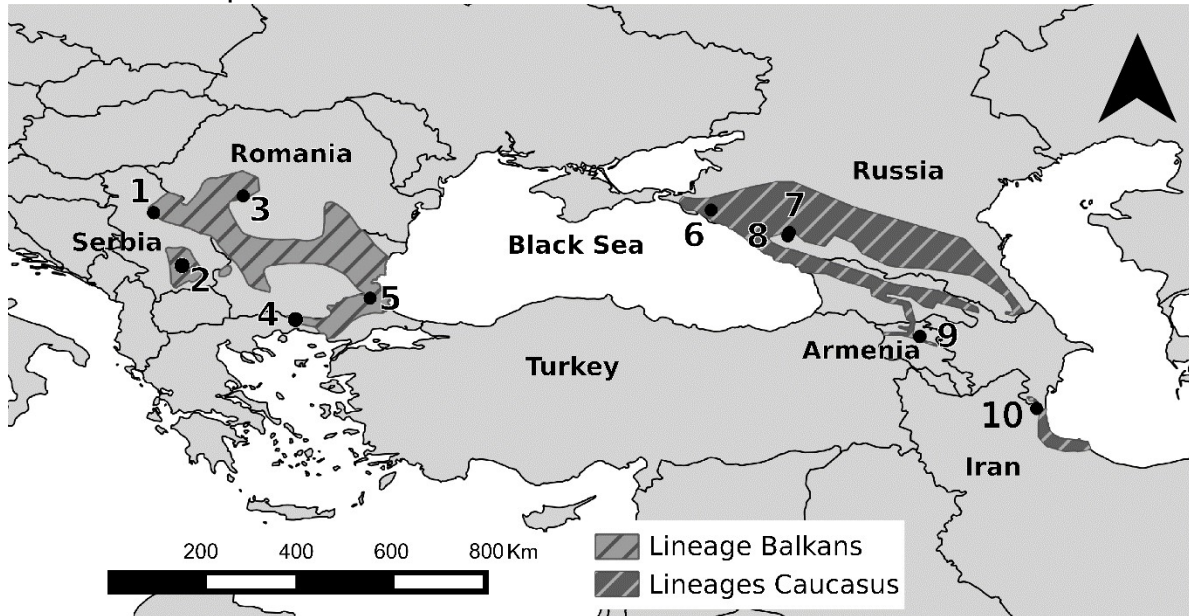 Romania
Russia
1
3
7
Serbia
6
8
Black Sea
2
5
4
9
Armenia
Turkey
10
Iran
200 400 800 Km
Lineage Balkans
Lineages Caucasus